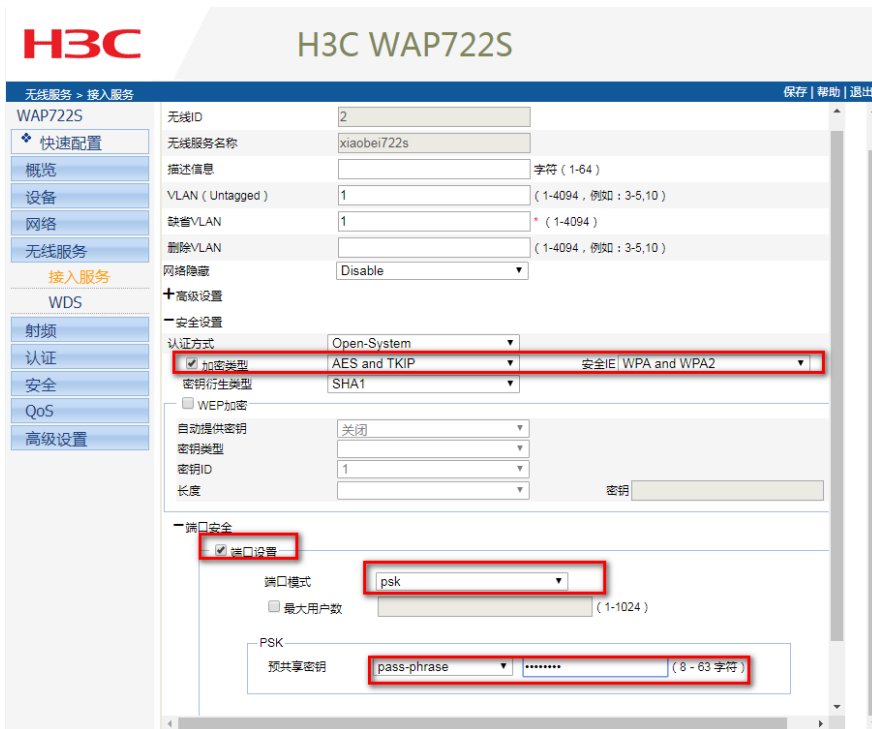 H3C
H3C WAP722S
无线服务 > 接入服务
保存 | 帮助 | 退出
WAP722S
快速配置
概览
设备
网络
无线服务
接入服务
WDS
射频
认证
安全
QoS
高级设置
无线ID 2
无线服务名称 xiaobei722s
描述信息 字符 ( 1-64 )
VLAN ( Untagged ) 1 ( 1-4094 , 例如 : 3-5,10 )
缺省VLAN 1 * ( 1-4094 )
删除VLAN ( 1-4094 , 例如 : 3-5,10 )
网络隐藏 Disable
+高级设置
-安全设置
认证方式 Open-System
加密类型 AES and TKIP 安全IE WPA and WPA2
密钥衍生类型 SHA1
WEP加密
自动提供密钥 关闭
密钥类型
密钥ID 1
长度 密钥
-端口安全
端口设置
端口模式 psk
最大用户数 ( 1-1024 )
PSK
预共享密钥 pass-phrase •••••••• ( 8 - 63 字符 )